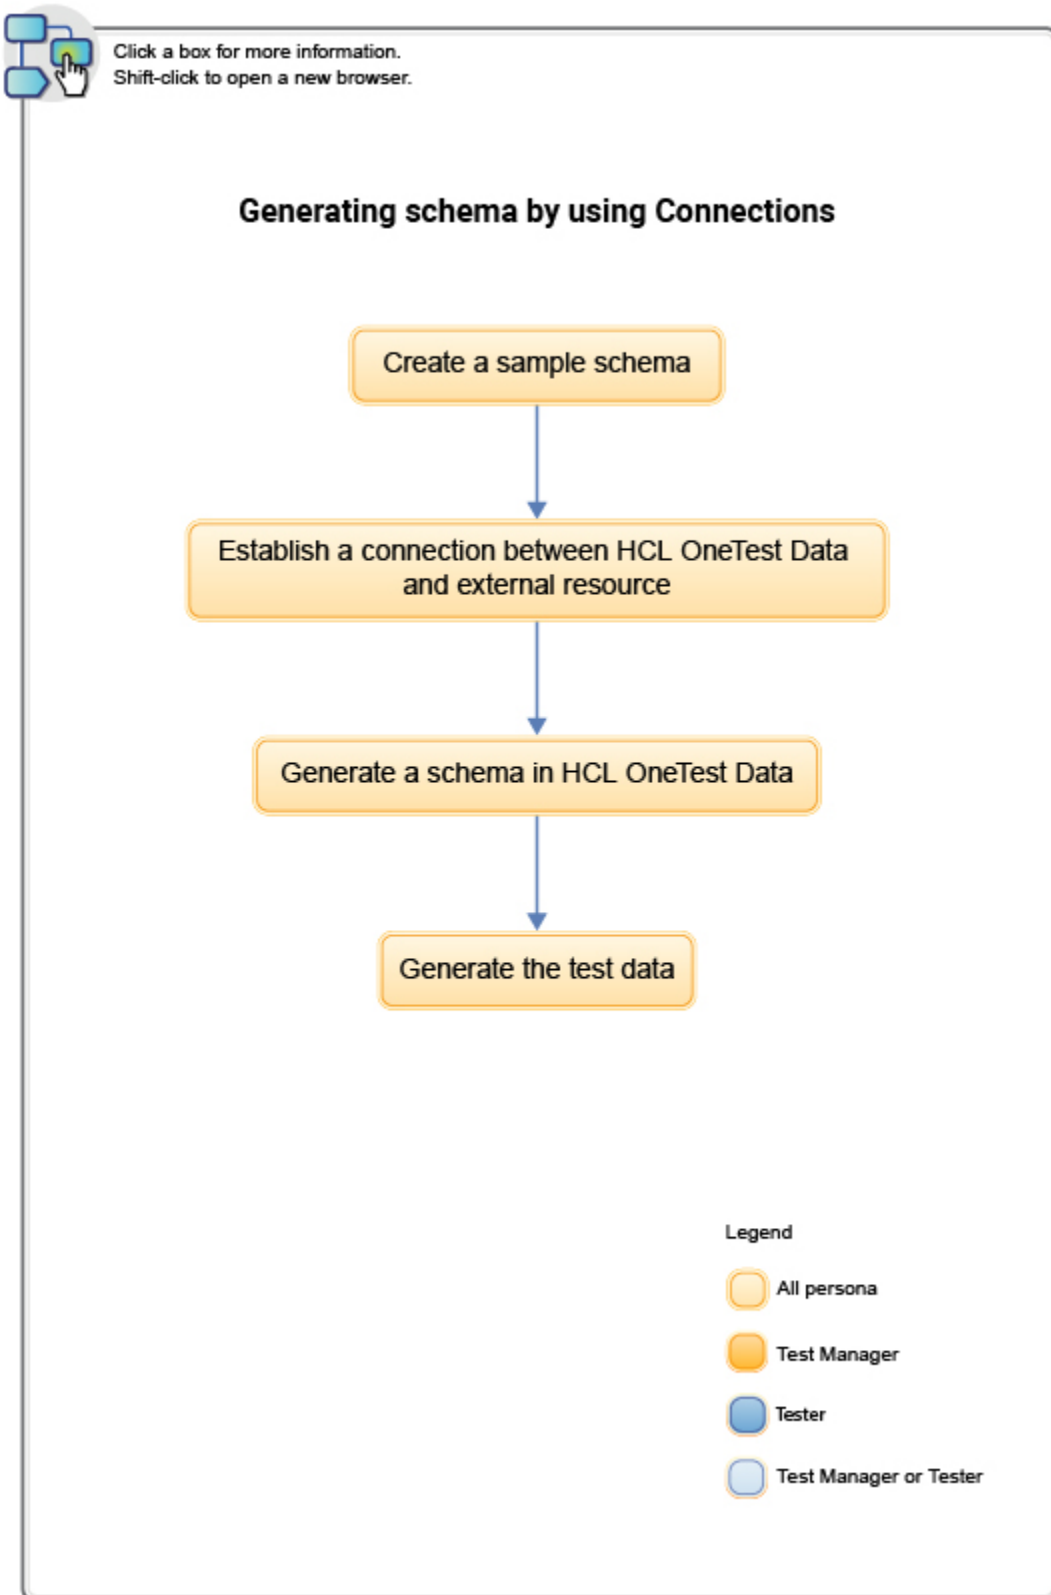 Click a box for more information.
Shift-click to open a new browser.
Generating schema by using Connections
Create a sample schema
Establish a connection between HCL OneTest Data
and external resource
Generate a schema in HCL OneTest Data
Generate the test data
Legend
All persona
Test Manager
Tester
Test Manager or Tester